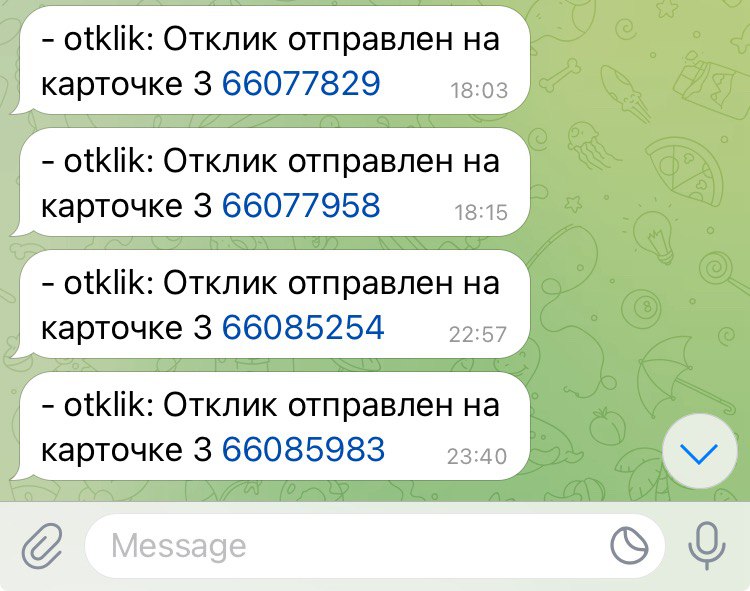 - otklik: Отклик отправлен на
карточке 3 66077829
18:03
- otklik: Отклик отправлен на
карточке 3 66077958
18:15
- otklik: Отклик отправлен на
карточке 3 66085254
22:57
- otklik: Отклик отправлен на
карточке 3 66085983
23:40
Message